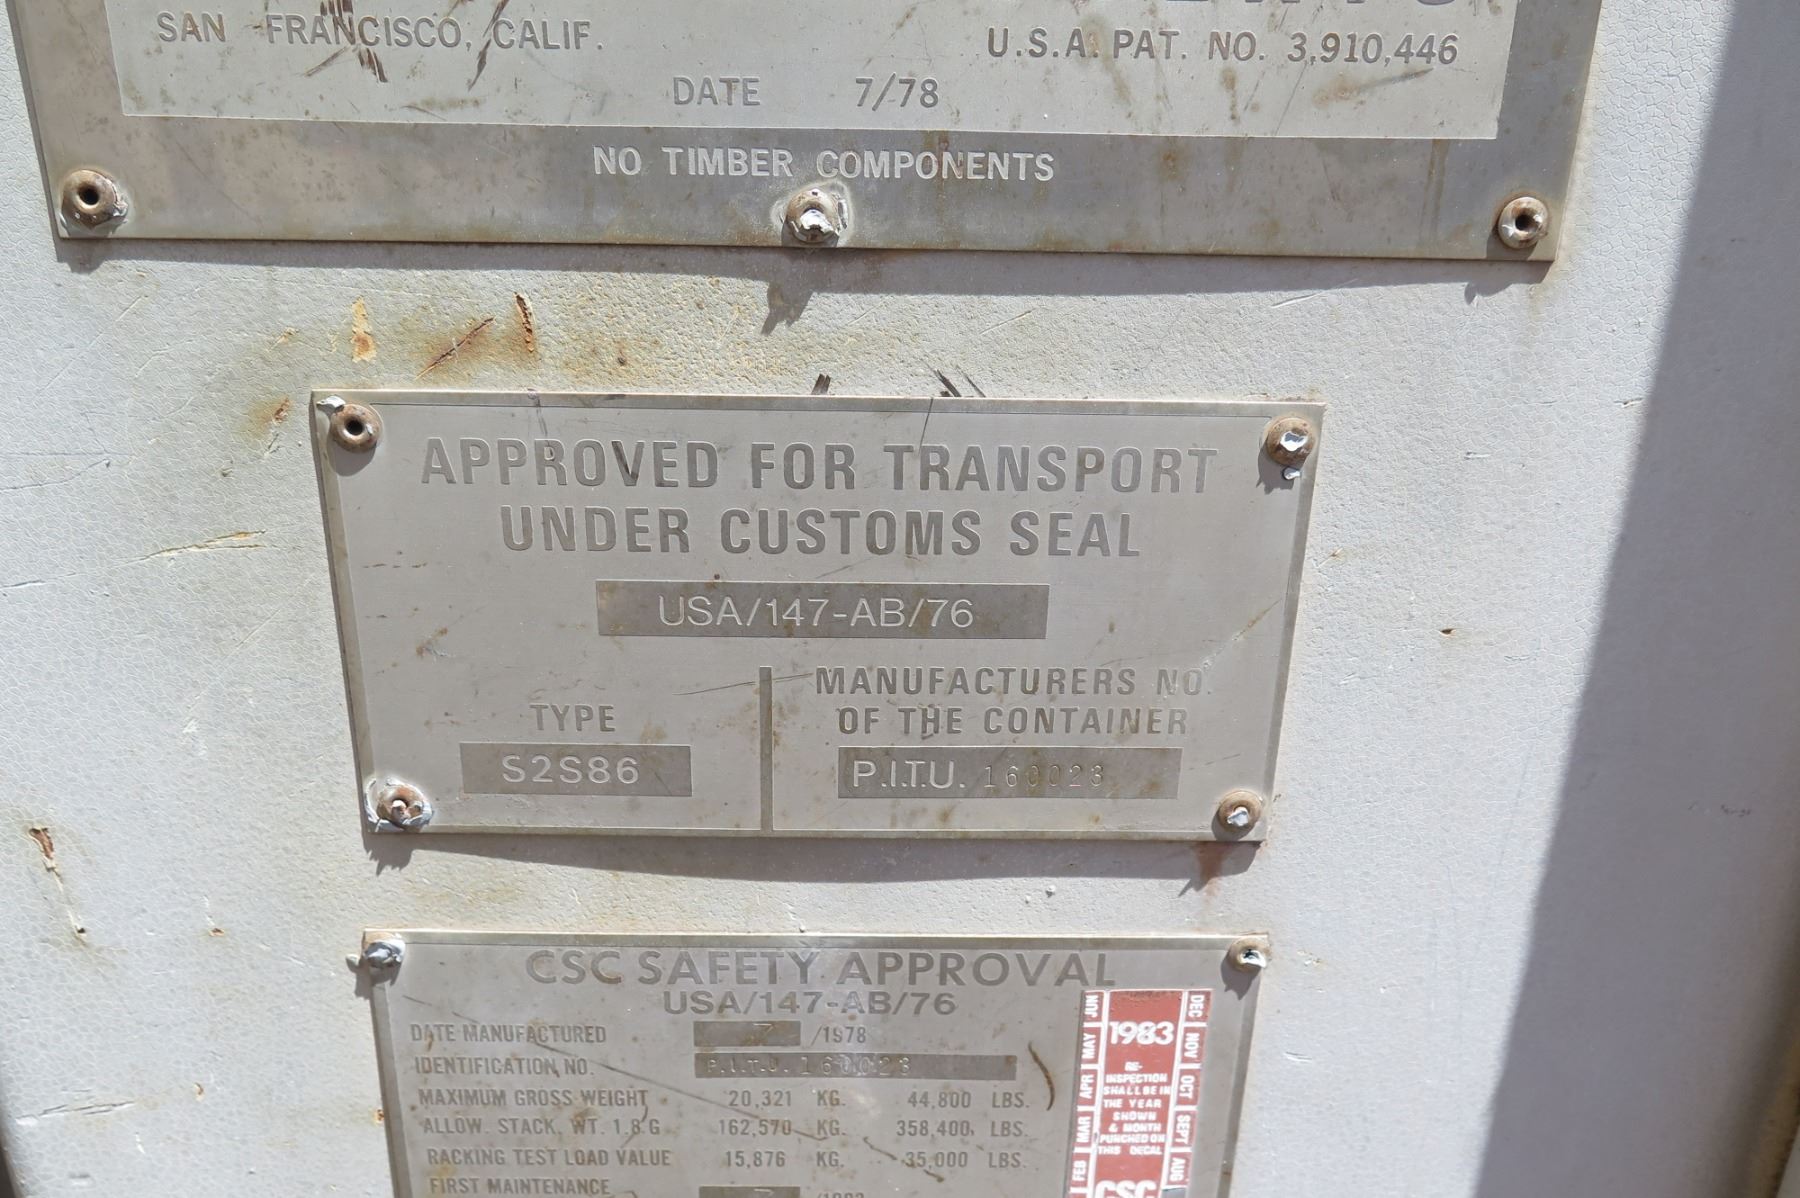 SAN FRANCISCO, CALIF.
U.S.A. PAT. NO. 3,910,446
DATE 7/78
NO TIMBER COMPONENTS
APPROVED FOR TRANSPORT
UNDER CUSTOMS SEAL
USA/147-AB/76
TYPE
S2S86
MANUFACTURERS NO.
OF THE CONTAINER
P.I.T.U. 160023
CSC SAFETY APPROVAL
USA/147-AB/76
DATE MANUFACTURED 7 /1978
IDENTIFICATION NO. P.I.T.U. 160023
MAXIMUM GROSS WEIGHT 20,321 KG. 44,800 LBS.
ALLOW. STACK. WT. 1.8 G 162,570 KG. 358,400 LBS.
RACKING TEST LOAD VALUE 15,876 KG. 35,000 LBS.
FIRST MAINTENANCE
JUN
MAY
APR
MAR
FEB
1983
RE-
INSPECTION
SHALL BE IN
THE YEAR
SHOWN
& MONTH
PUNCHED ON
THIS DECAL
CSC
DEC
NOV
OCT
SEPT
AUG